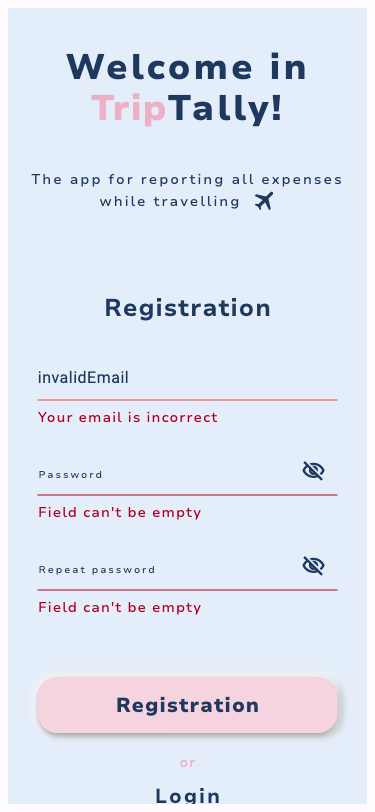 Welcome in
TripTally!
The app for reporting all expenses
while travelling
Registration
invalidEmail
Your email is incorrect
Password
Field can't be empty
Repeat password
Field can't be empty
Registration
or
Login